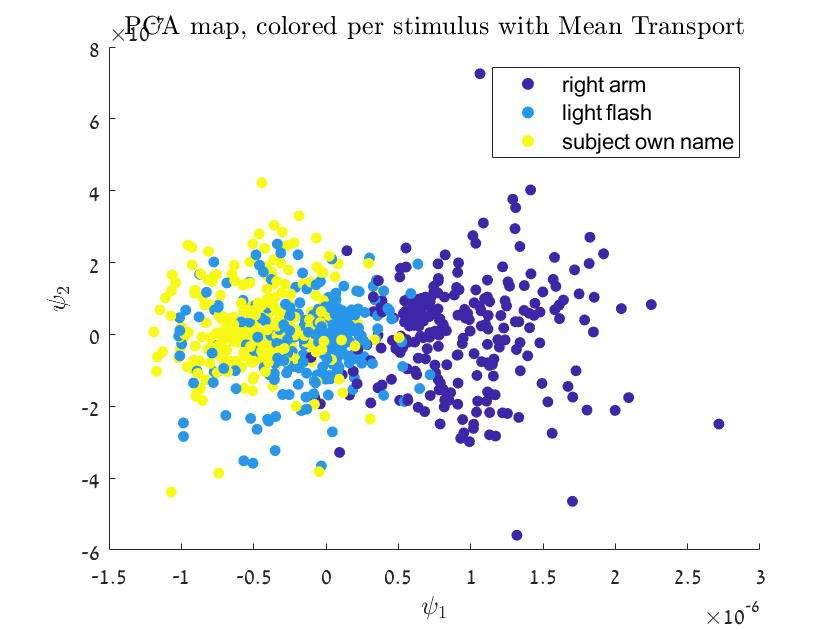 PCA map, colored per stimulus with Mean Transport
×10⁻⁷
right arm
light flash
subject own name
8
6
4
2
0
-2
-4
-6
ψ₂
-1.5 -1 -0.5 0 0.5 1 1.5 2 2.5 3
ψ₁
×10⁻⁶